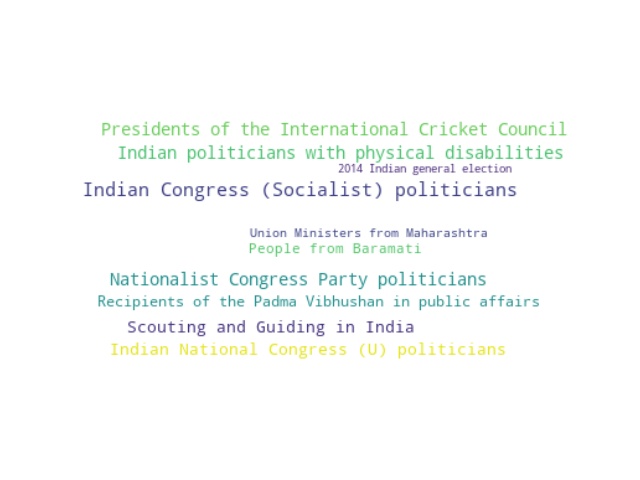 Presidents of the International Cricket Council
Indian politicians with physical disabilities
2014 Indian general election
Indian Congress (Socialist) politicians
Union Ministers from Maharashtra
People from Baramati
Nationalist Congress Party politicians
Recipients of the Padma Vibhushan in public affairs
Scouting and Guiding in India
Indian National Congress (U) politicians